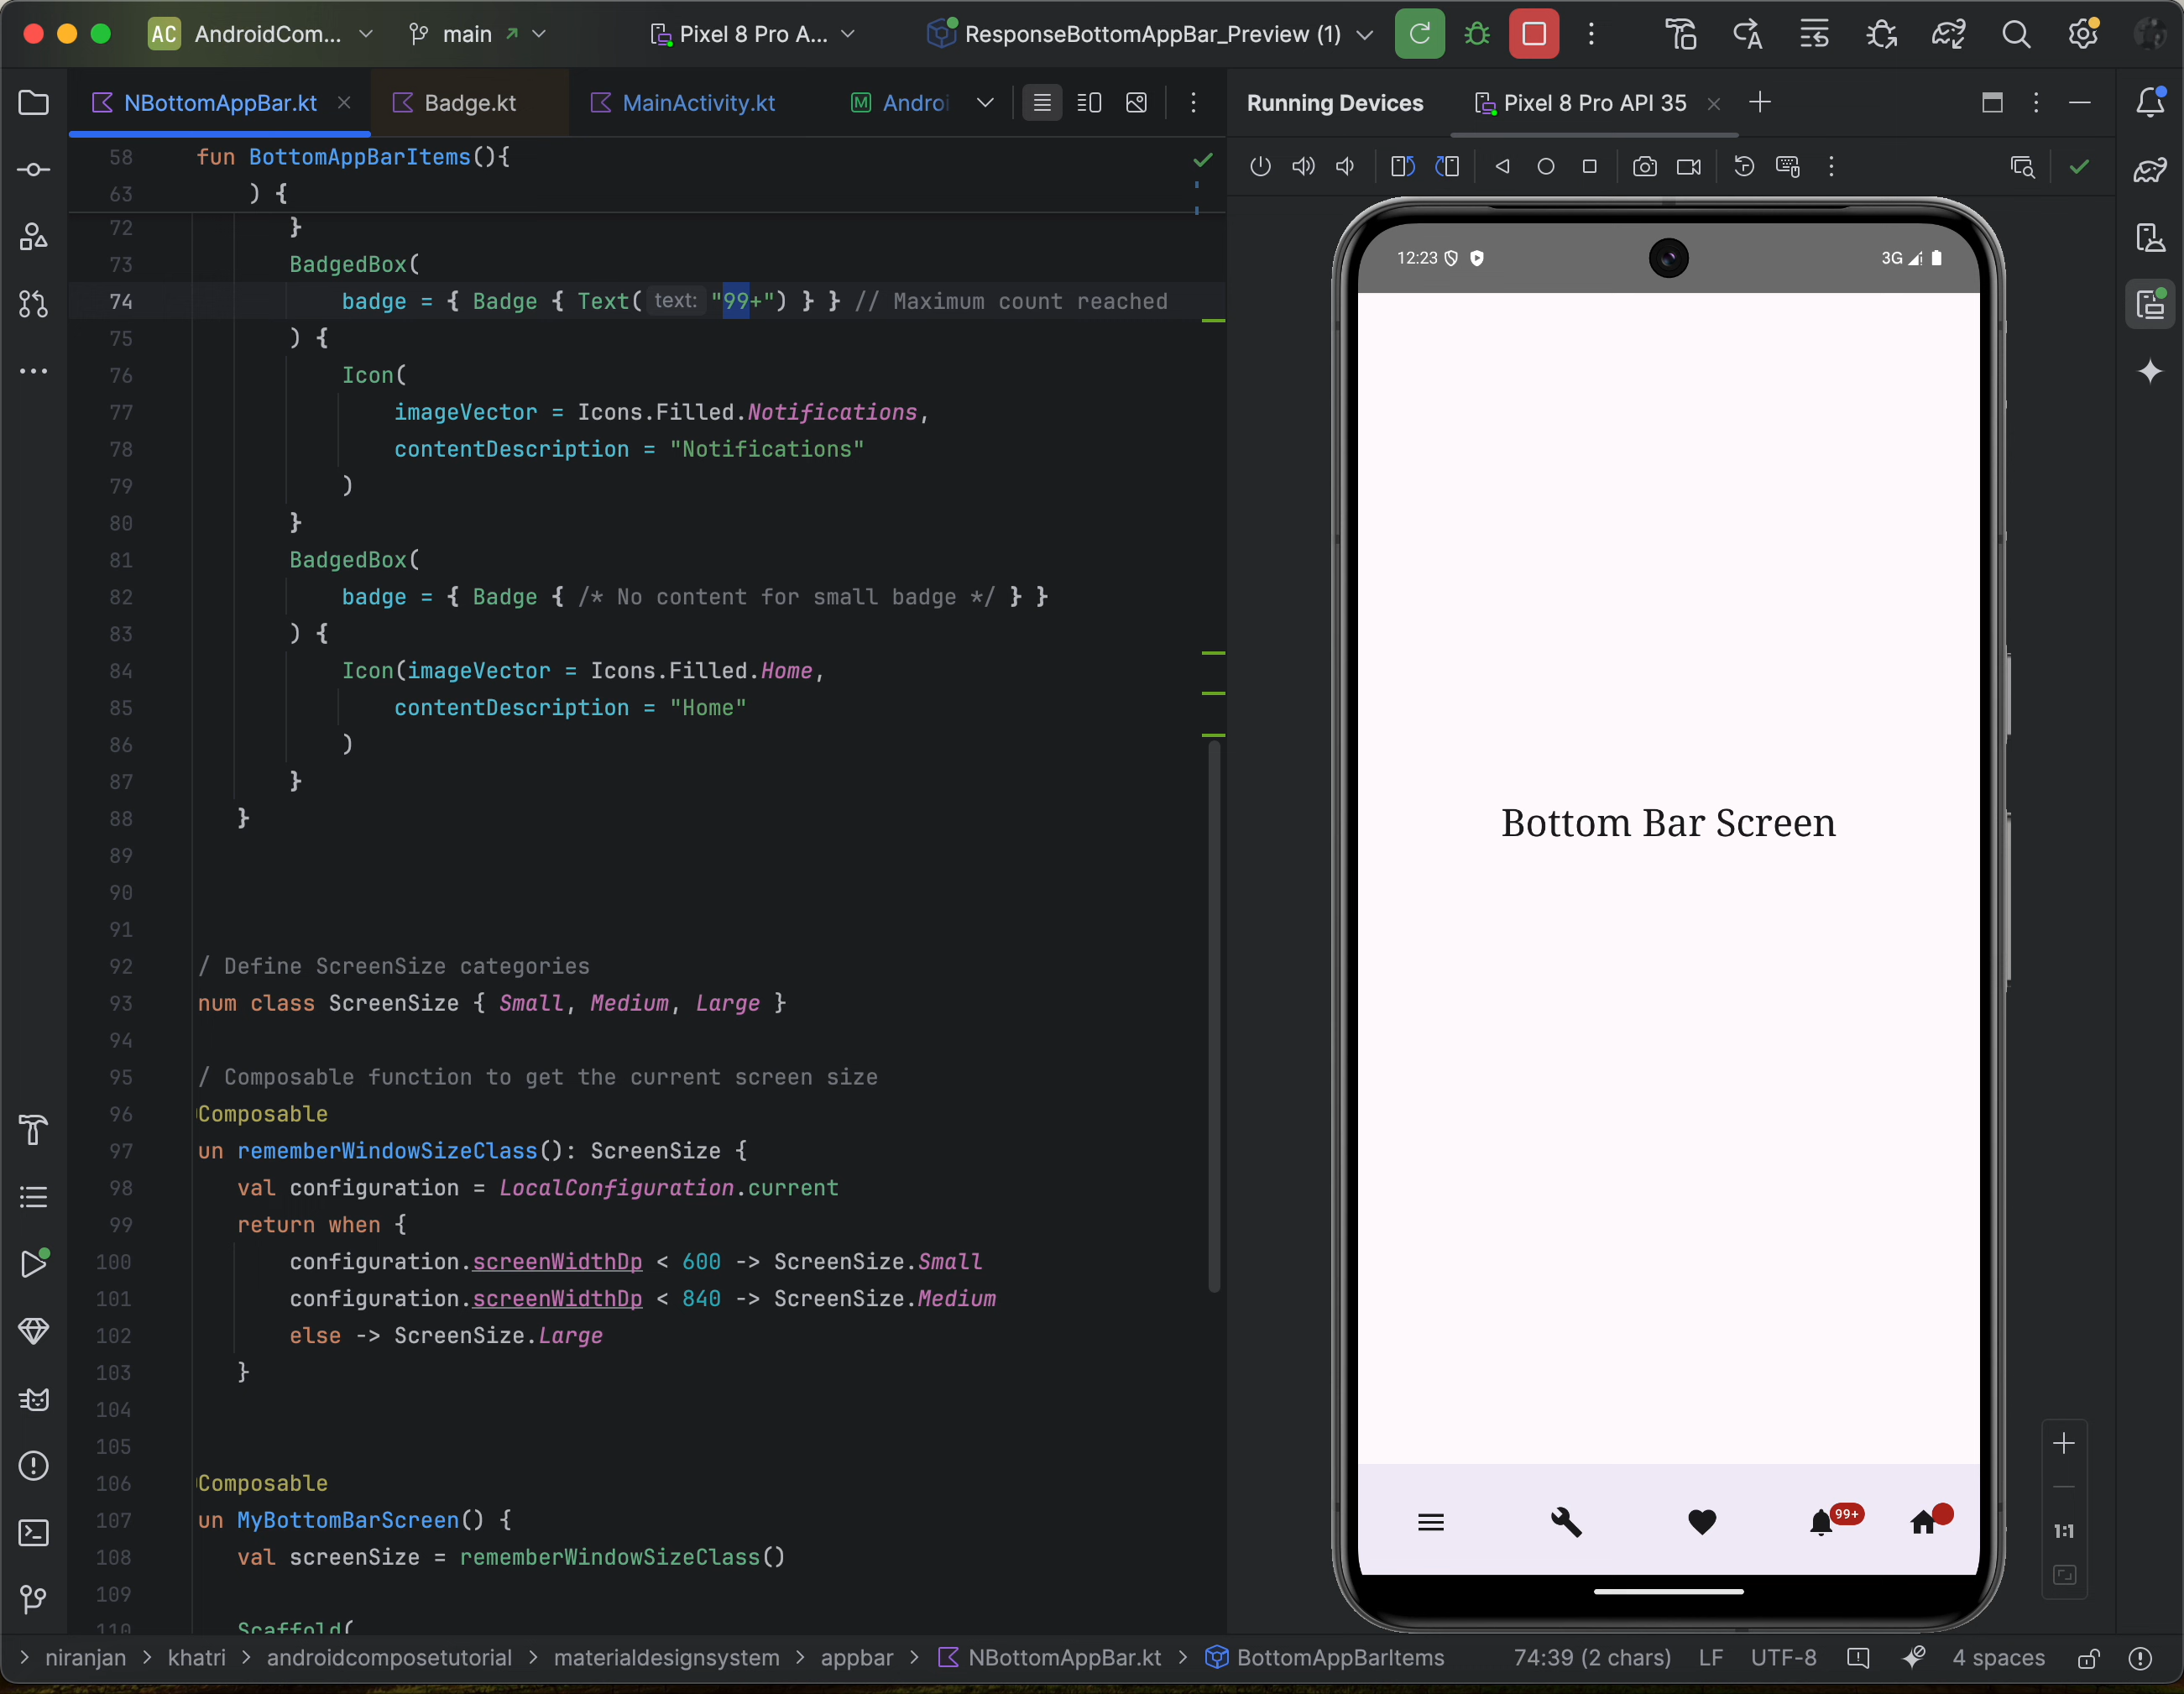 AC AndroidCom... main Pixel 8 Pro A... ResponseBottomAppBar_Preview (1)
NBottomAppBar.kt Badge.kt MainActivity.kt M Androi
Running Devices Pixel 8 Pro API 35
58 fun BottomAppBarItems(){
63 ) {
72 }
73 BadgedBox(
74 badge = { Badge { Text( text: "99+") } } // Maximum count reached
75 ) {
76 Icon(
77 imageVector = Icons.Filled.Notifications,
78 contentDescription = "Notifications"
79 )
80 }
81 BadgedBox(
82 badge = { Badge { /* No content for small badge */ } }
83 ) {
84 Icon(imageVector = Icons.Filled.Home,
85 contentDescription = "Home"
86 )
87 }
88 }
89
90
91
92 / Define ScreenSize categories
93 num class ScreenSize { Small, Medium, Large }
94
95 / Composable function to get the current screen size
96 Composable
97 un rememberWindowSizeClass(): ScreenSize {
98 val configuration = LocalConfiguration.current
99 return when {
100 configuration.screenWidthDp < 600 -> ScreenSize.Small
101 configuration.screenWidthDp < 840 -> ScreenSize.Medium
102 else -> ScreenSize.Large
103 }
104
105
106 Composable
107 un MyBottomBarScreen() {
108 val screenSize = rememberWindowSizeClass()
109
110 Scaffold(
12:23 3G
Bottom Bar Screen
99+
1:1
niranjan khatri androidcomposetutorial materialdesignsystem appbar NBottomAppBar.kt BottomAppBarItems 74:39 (2 chars) LF UTF-8 4 spaces